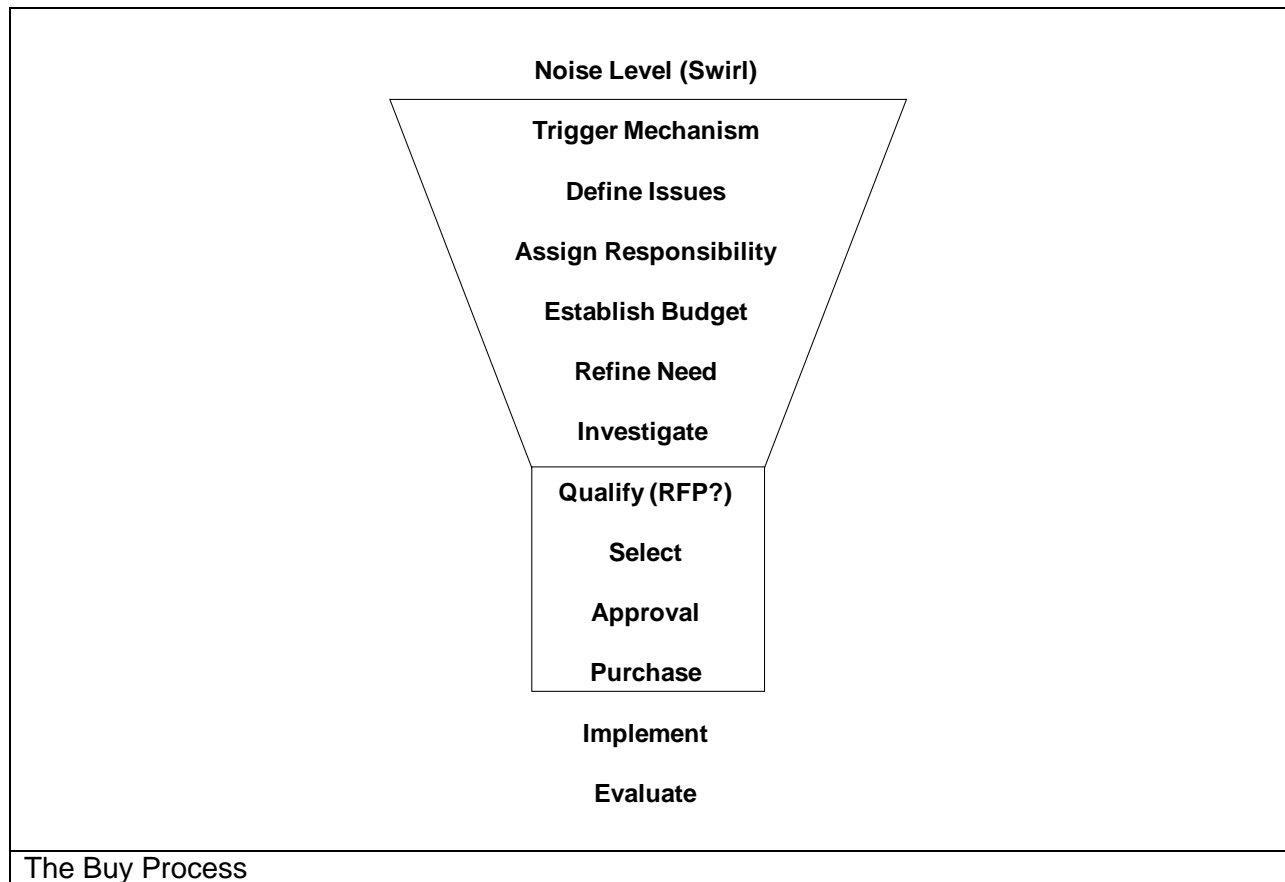 Noise Level (Swirl)
Trigger Mechanism
Define Issues
Assign Responsibility
Establish Budget
Refine Need
Investigate
Qualify (RFP?)
Select
Approval
Purchase
Implement
Evaluate
The Buy Process